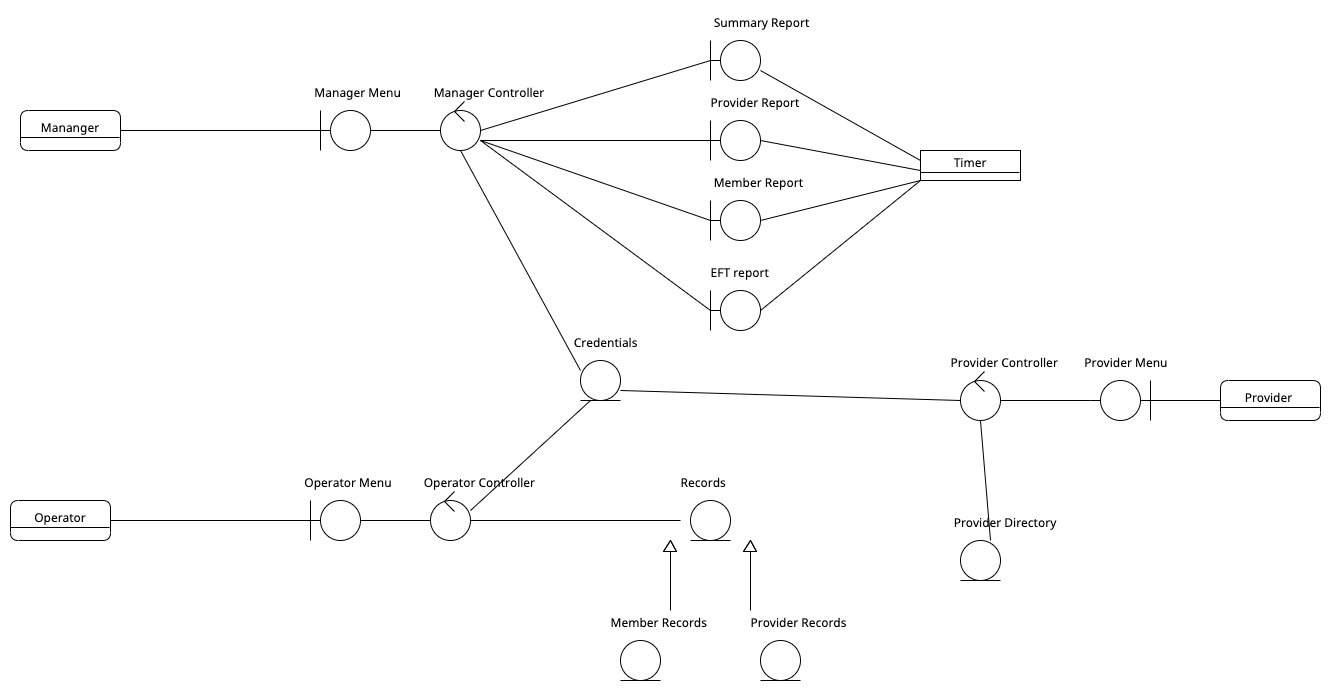 Summary Report
Manager Menu
Manager Controller
Provider Report
Mananger
Timer
Member Report
EFT report
Credentials
Provider Controller
Provider Menu
Provider
Operator Menu
Operator Controller
Records
Operator
Provider Directory
Member Records
Provider Records